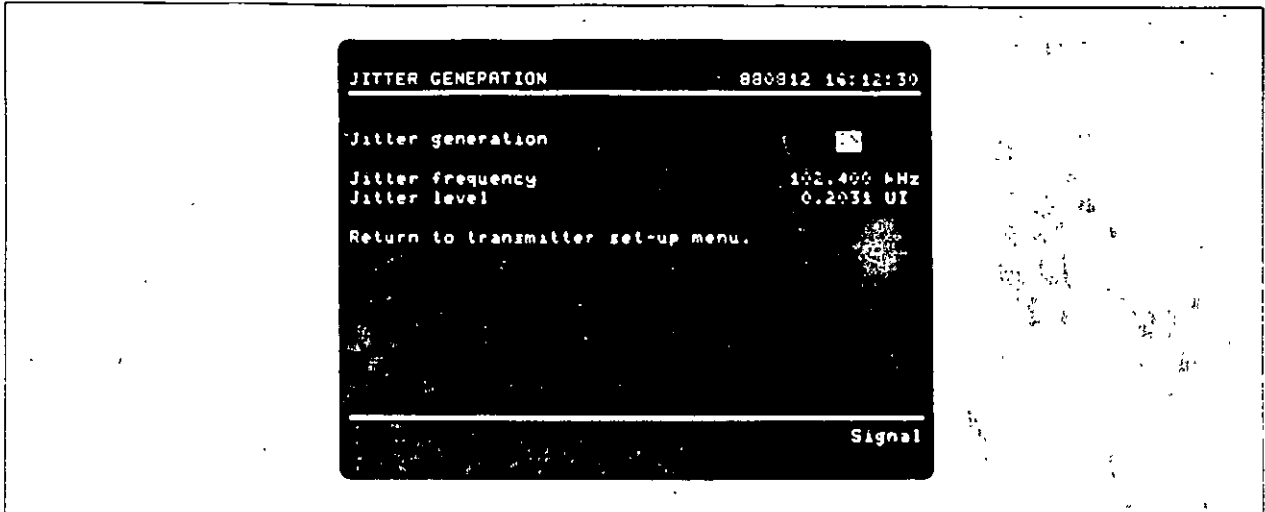 JITTER GENEPATION 880812 16:12:30
Jitter generation
Jitter frequency 102.400 kHz
Jitter level 0.2031 UI
Return to transmitter set-up menu.
Signal